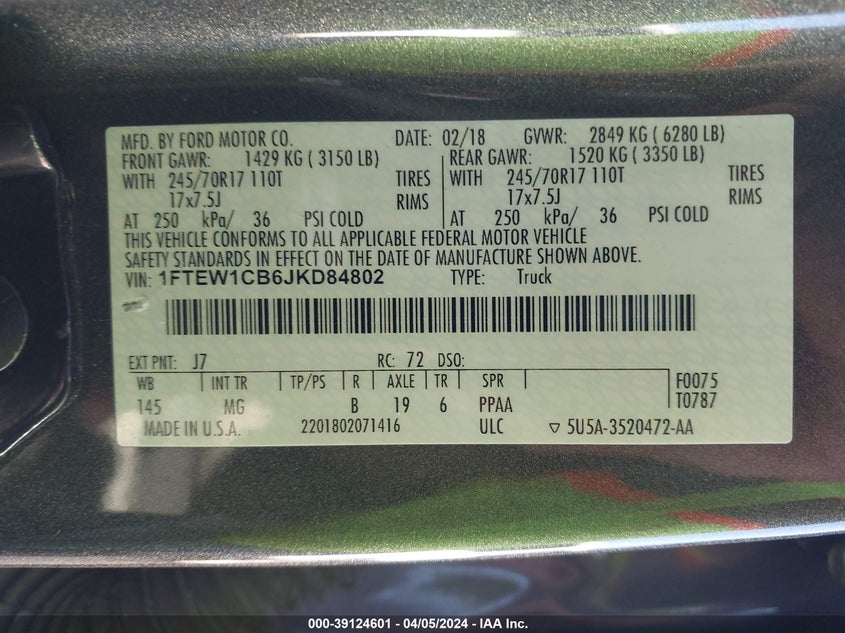 MFD. BY FORD MOTOR CO. DATE: 02/18 GVWR: 2849 KG ( 6280 LB)
FRONT GAWR: 1429 KG ( 3150 LB) REAR GAWR: 1520 KG ( 3350 LB)
WITH 245/70R17 110T TIRES WITH 245/70R17 110T TIRES
17x7.5J RIMS 17x7.5J RIMS
AT 250 kPa/ 36 PSI COLD AT 250 kPa/ 36 PSI COLD
THIS VEHICLE CONFORMS TO ALL APPLICABLE FEDERAL MOTOR VEHICLE
SAFETY STANDARDS IN EFFECT ON THE DATE OF MANUFACTURE SHOWN ABOVE.
VIN: 1FTEW1CB6JKD84802 TYPE: Truck
EXT PNT: J7 RC: 72 DSO:
WB INT TR TP/PS R AXLE TR SPR F0075
145 MG B 19 6 PPAA T0787
MADE IN U.S.A. 2201802071416 ULC ▽ 5U5A-3520472-AA
000-39124601 - 04/05/2024 - IAA Inc.